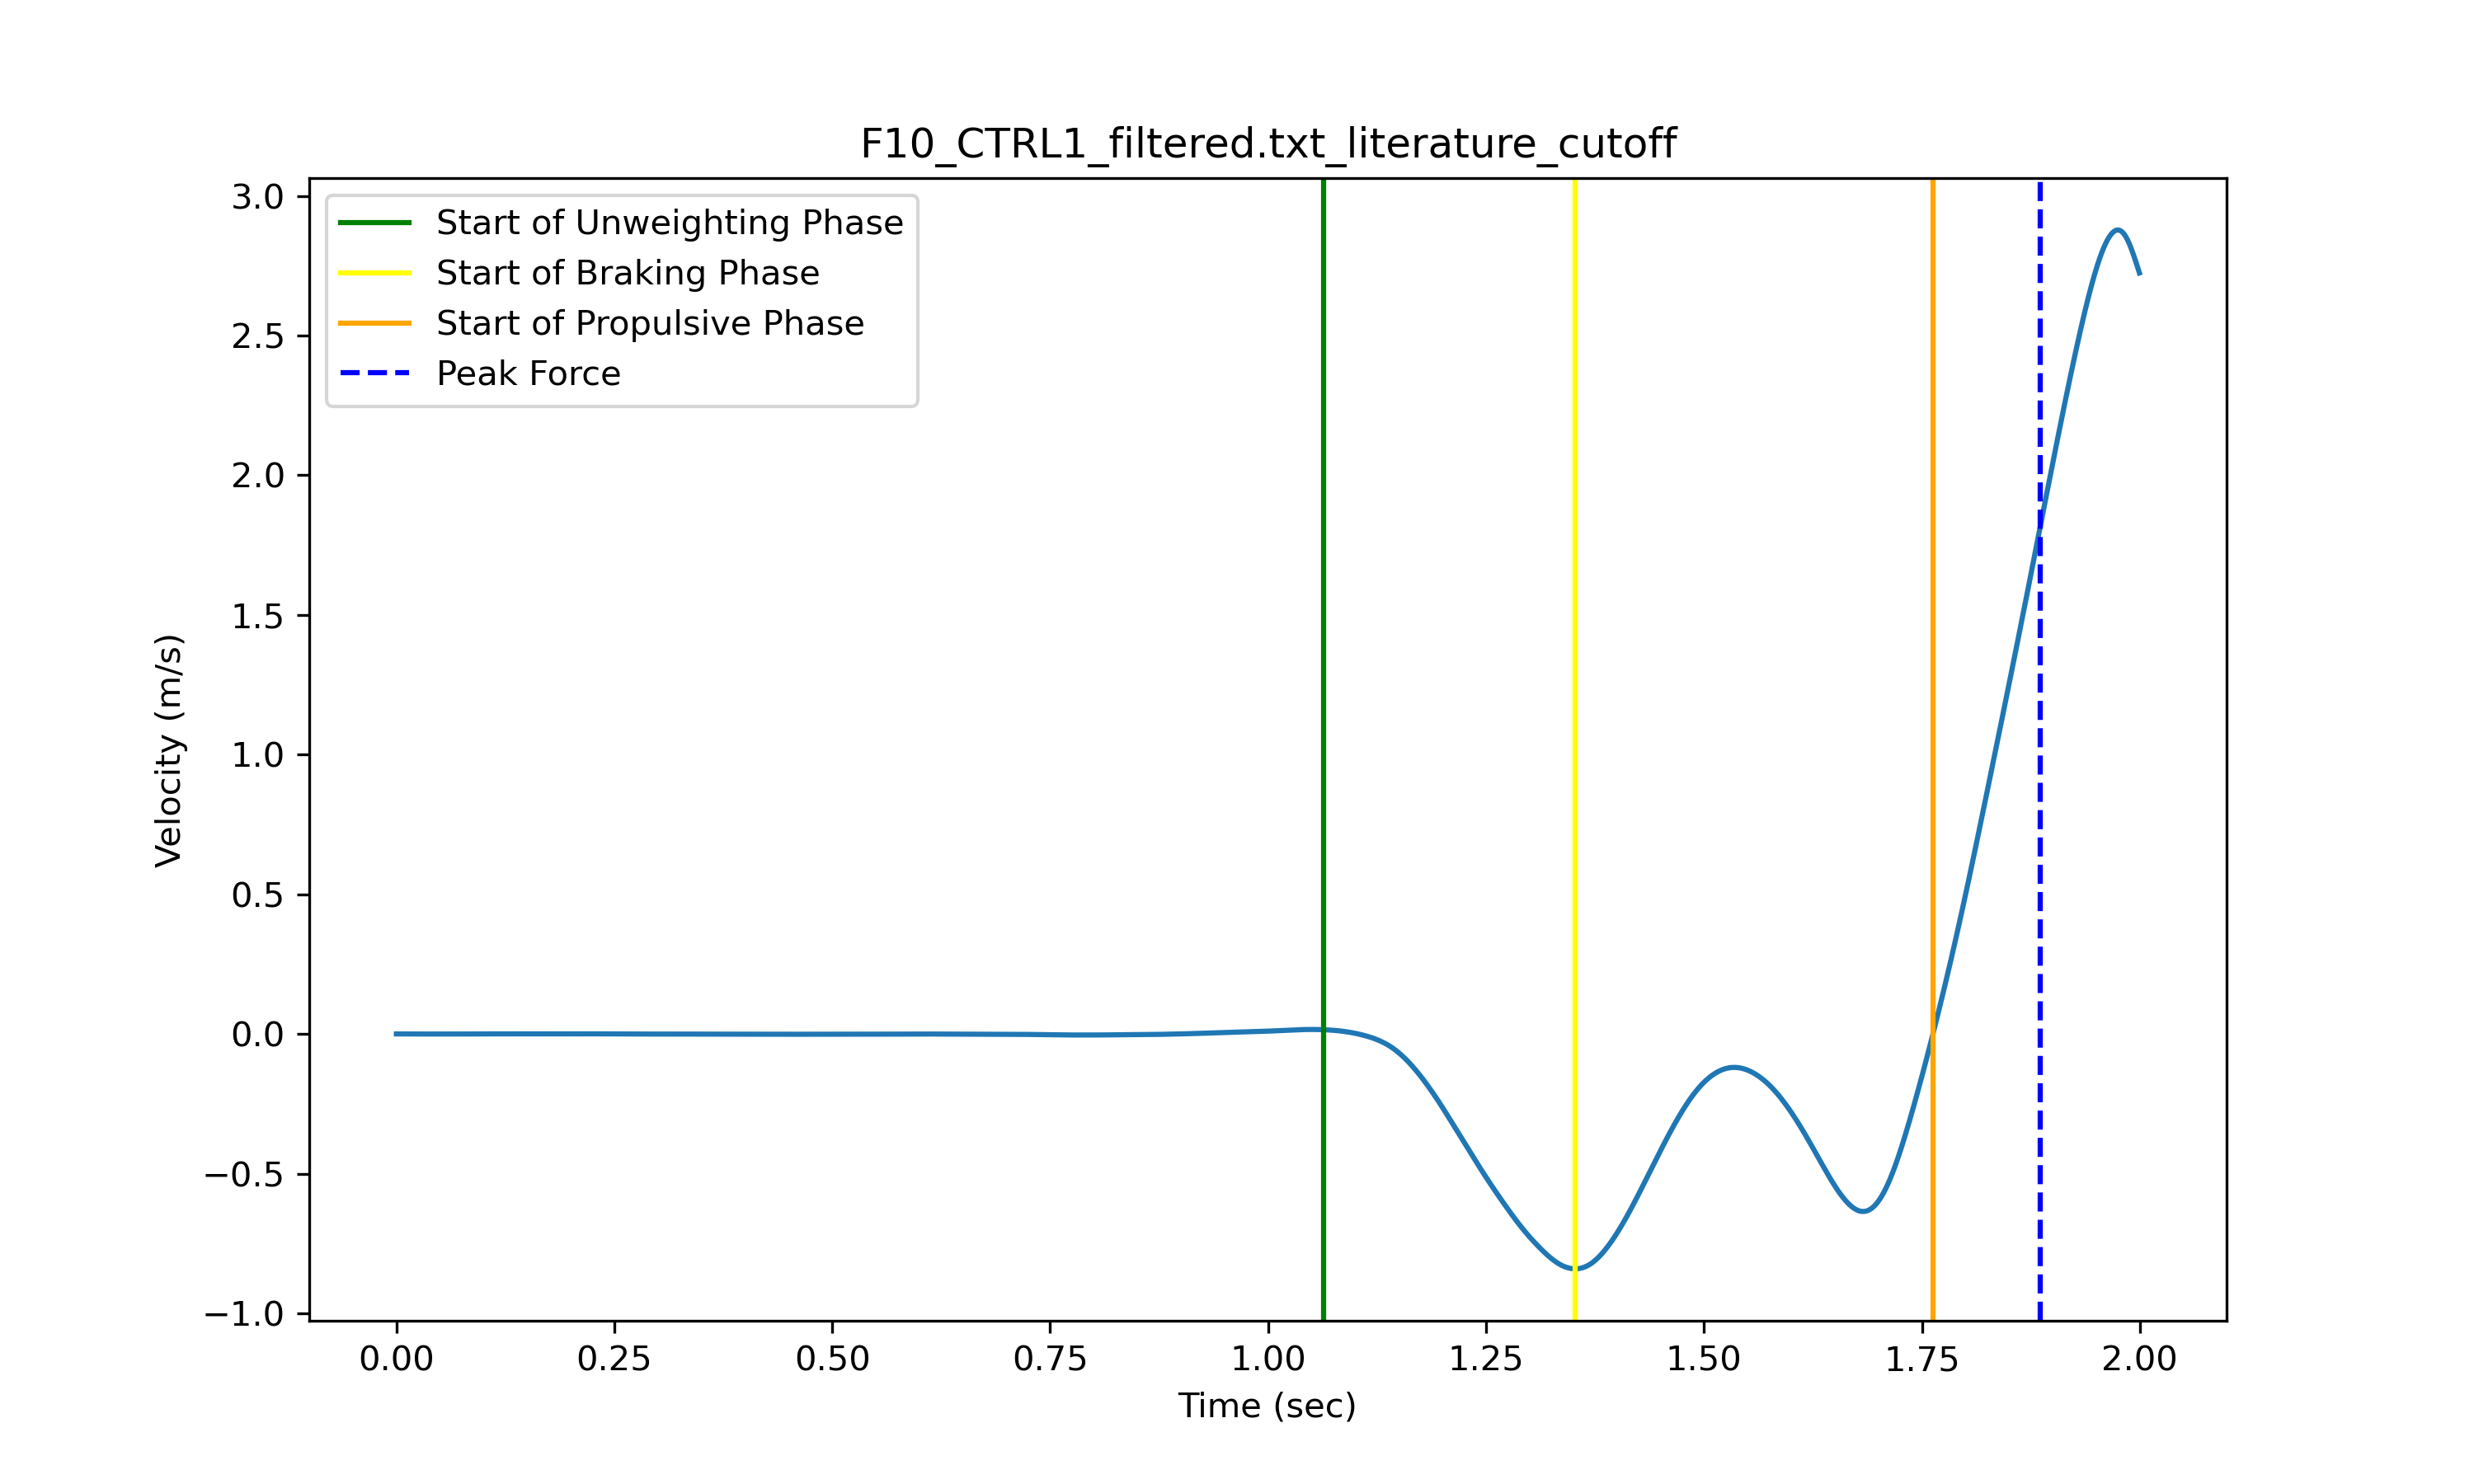 F10_CTRL1_filtered.txt_literature_cutoff
3.0
2.5
2.0
1.5
1.0
0.5
0.0
−0.5
−1.0
Velocity (m/s)
Start of Unweighting Phase
Start of Braking Phase
Start of Propulsive Phase
Peak Force
0.00 0.25 0.50 0.75 1.00 1.25 1.50 1.75 2.00
Time (sec)